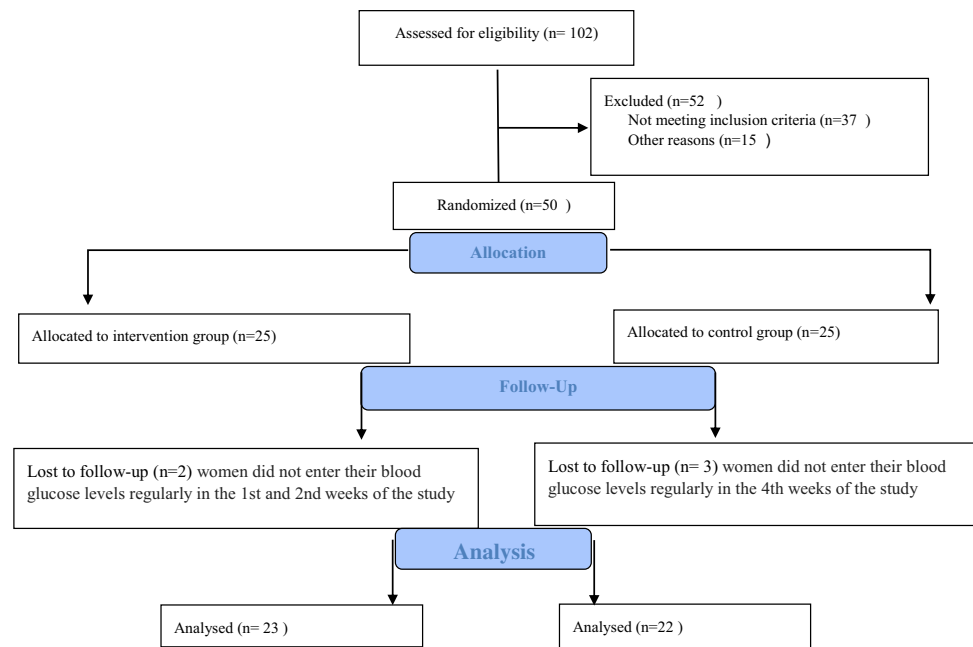 Assessed for eligibility (n= 102)
Excluded (n=52 )
Not meeting inclusion criteria (n=37 )
Other reasons (n=15 )
Randomized (n=50 )
Allocation
Allocated to intervention group (n=25)
Allocated to control group (n=25)
Follow-Up
Lost to follow-up (n=2) women did not enter their blood
glucose levels regularly in the 1st and 2nd weeks of the study
Lost to follow-up (n= 3) women did not enter their blood
glucose levels regularly in the 4th weeks of the study
Analysis
Analysed (n= 23 )
Analysed (n=22 )